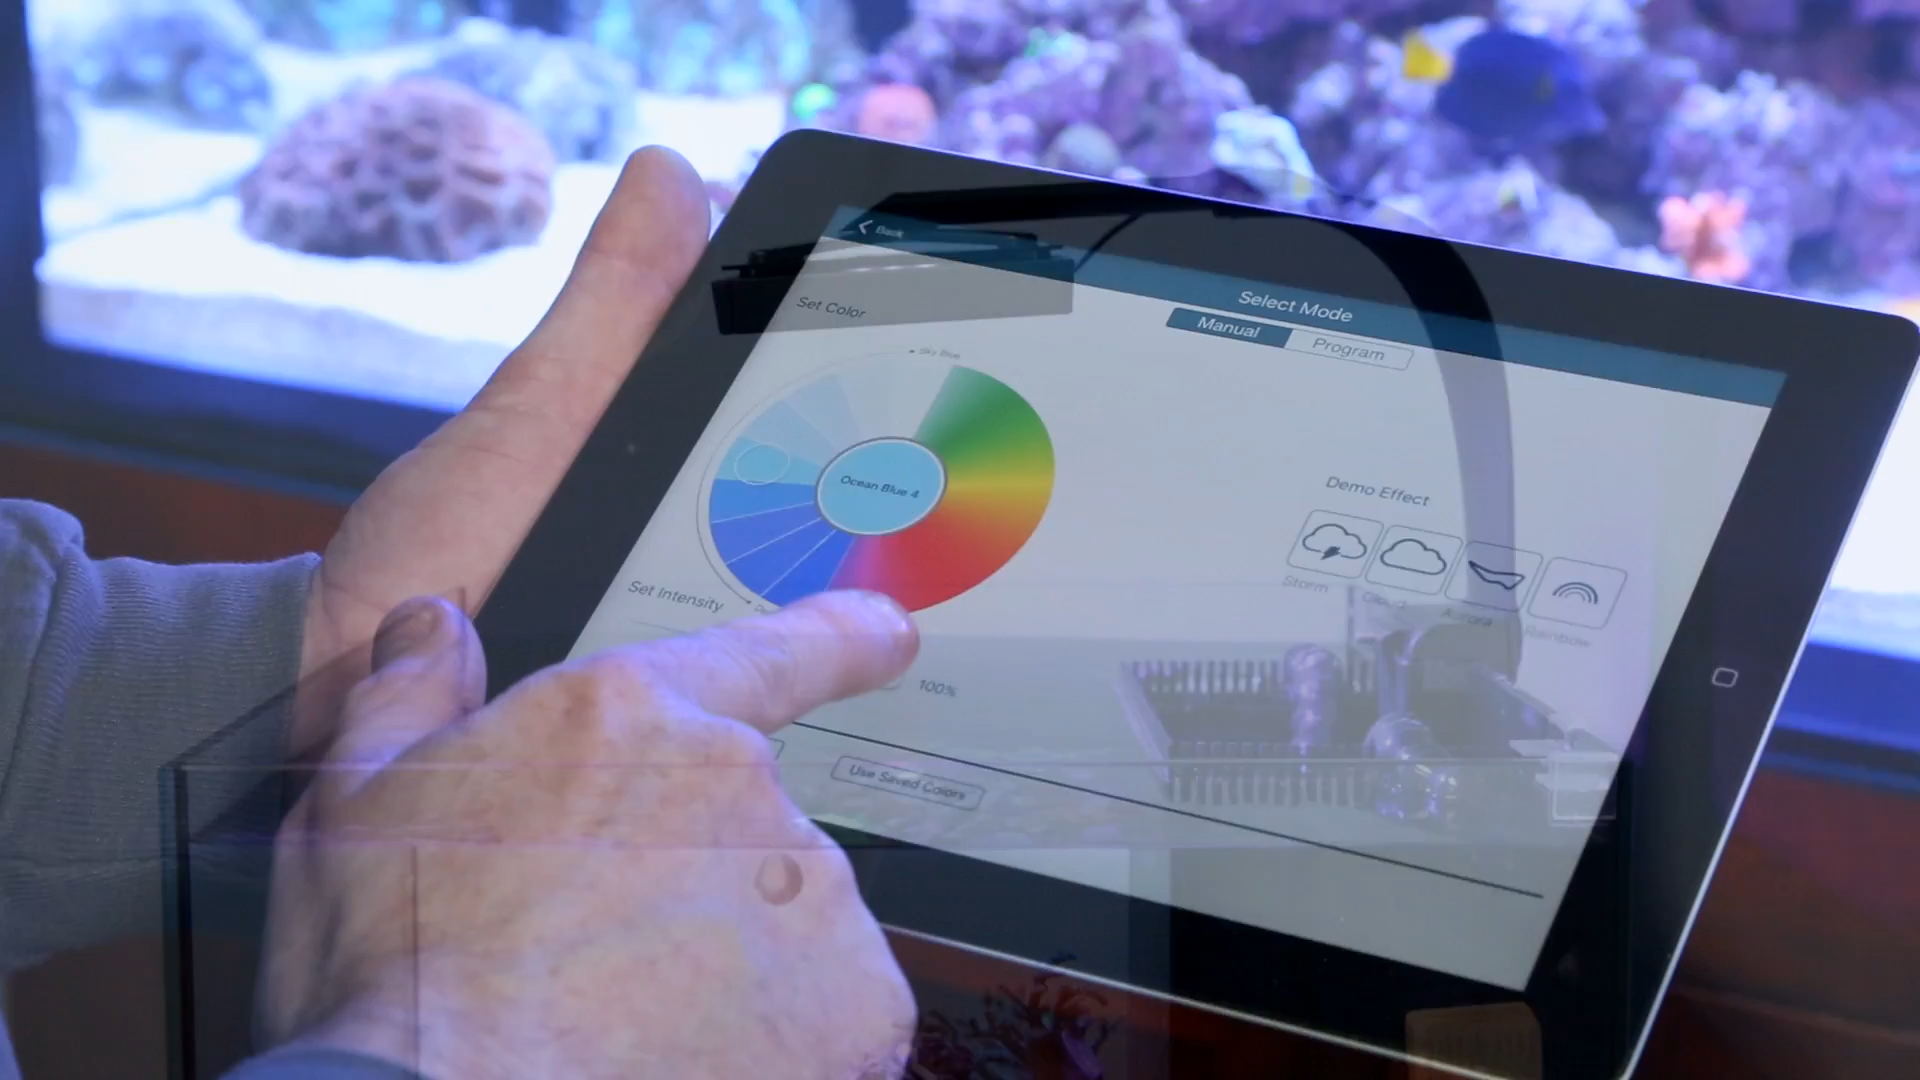 Back
Select Mode
Set Color
Manual
Program
Sky Blue
Ocean Blue 4
Demo Effect
Storm
Cloud
Aurora
Rainbow
Set Intensity
100%
Use Saved Colors